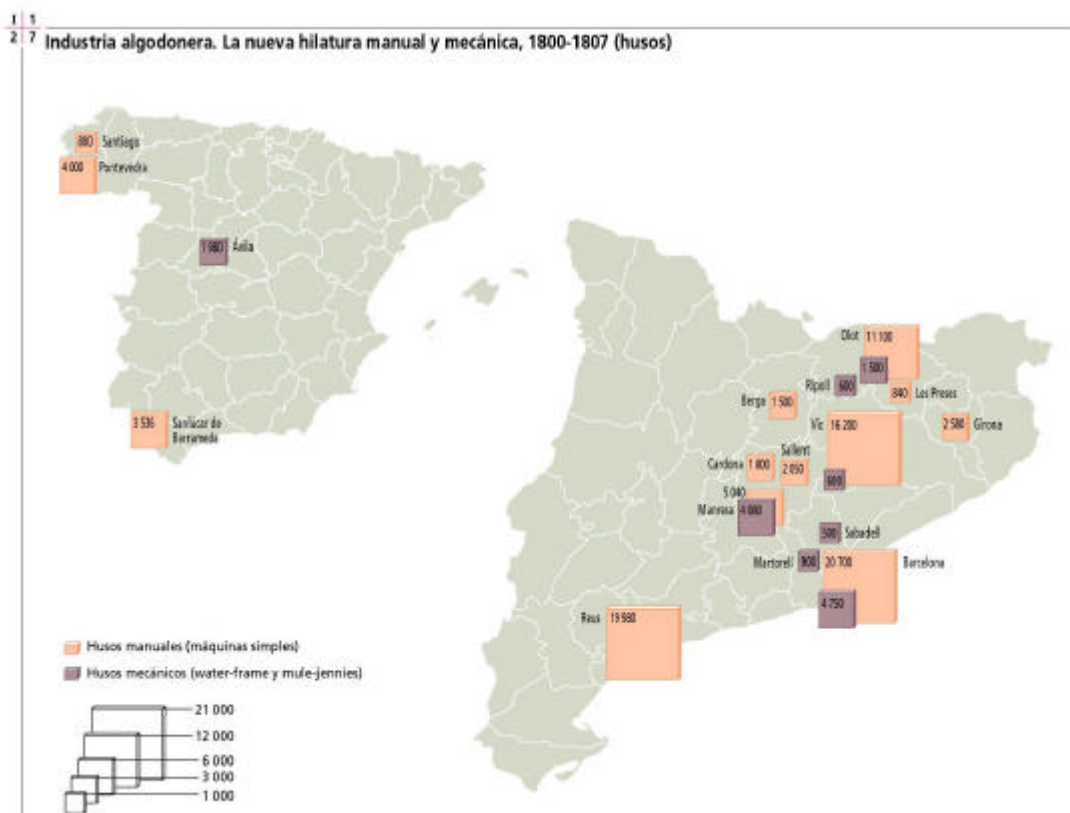 I 1
2 7
Industria algodonera. La nueva hilatura manual y mecánica, 1800-1807 (husos)
800 Santiago
4 000 Pontevedra
1 980 Ávila
3 536 Sanlúcar de
Barrameda
Olot 11 100
1 500
Ripoll 600
840 Les Preses
Berga 1 500
Vic 16 200
2 580 Girona
Sallent
Cardona 1 800
2 050
600
5 040
Manresa 4 080
500 Sabadell
Martorell 900
20 700 Barcelona
4 750
Reus 19 980
Husos manuales (máquinas simples)
Husos mecánicos (water-frame y mule-jennies)
21 000
12 000
6 000
3 000
1 000